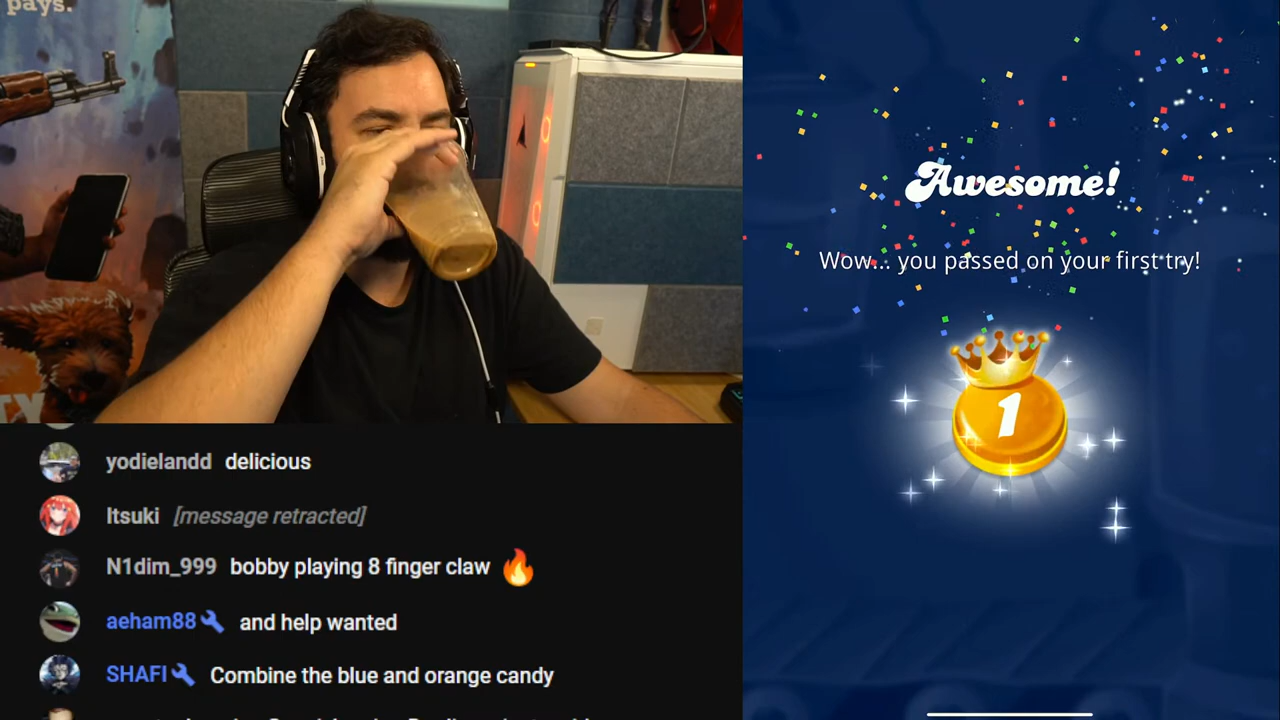 pays.
TY
Awesome!
Wow... you passed on your first try!
1
yodielandd delicious
Itsuki [message retracted]
N1dim_999 bobby playing 8 finger claw 🔥
aeham88 and help wanted
SHAFI Combine the blue and orange candy